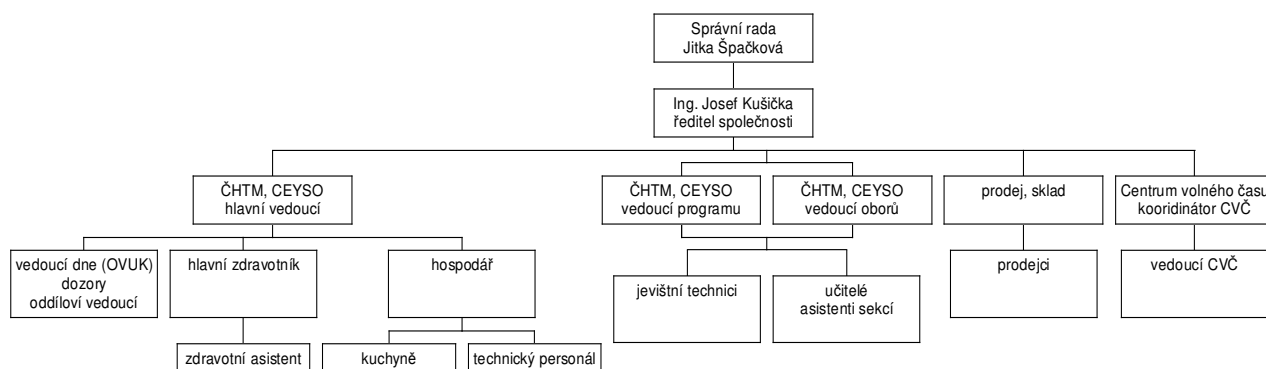 Správní rada
Jitka Špačková
Ing. Josef Kušička
ředitel společnosti
ČHTM, CEYSO
hlavní vedoucí
ČHTM, CEYSO
vedoucí programu
ČHTM, CEYSO
vedoucí oborů
prodej, sklad
Centrum volného času
kooridinátor CVČ
vedoucí dne (OVUK)
dozory
oddíloví vedoucí
hlavní zdravotník
hospodář
jevištní technici
učitelé
asistenti sekcí
prodejci
vedoucí CVČ
zdravotní asistent
kuchyně
technický personál